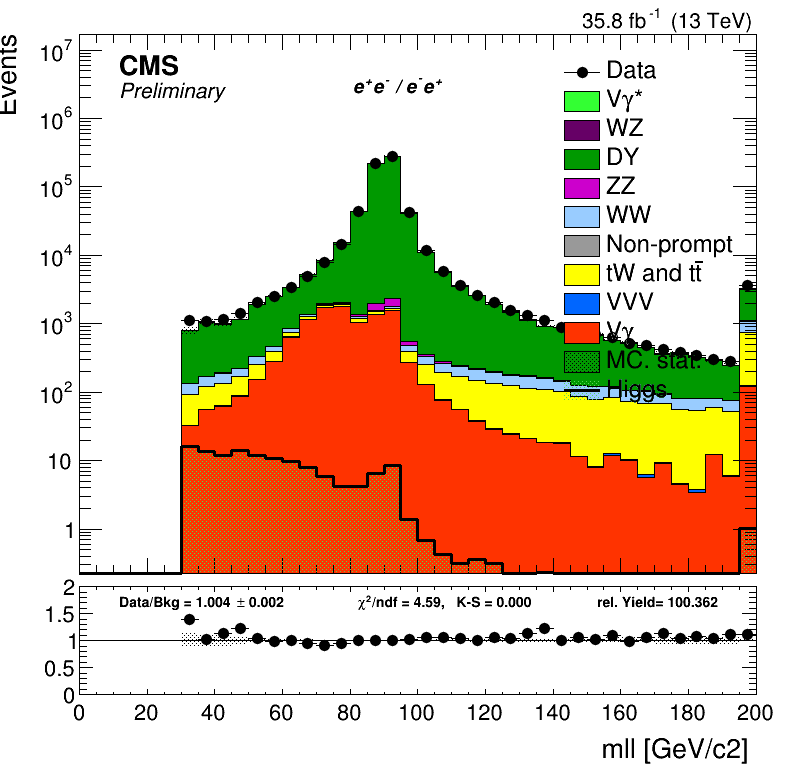 35.8 fb⁻¹ (13 TeV)
Events
10⁷
10⁶
10⁵
10⁴
10³
10²
10
1
CMS
Preliminary
e⁺e⁻ / e⁻e⁺
Data
Vγ*
WZ
DY
ZZ
WW
Non-prompt
tW and tt̄
VVV
Vγ
MC. stat.
Higgs
2
1.5
1
0.5
0
Data/Bkg = 1.004 ± 0.002 χ²/ndf = 4.59, K-S = 0.000 rel. Yield= 100.362
0 20 40 60 80 100 120 140 160 180 200
mll [GeV/c2]